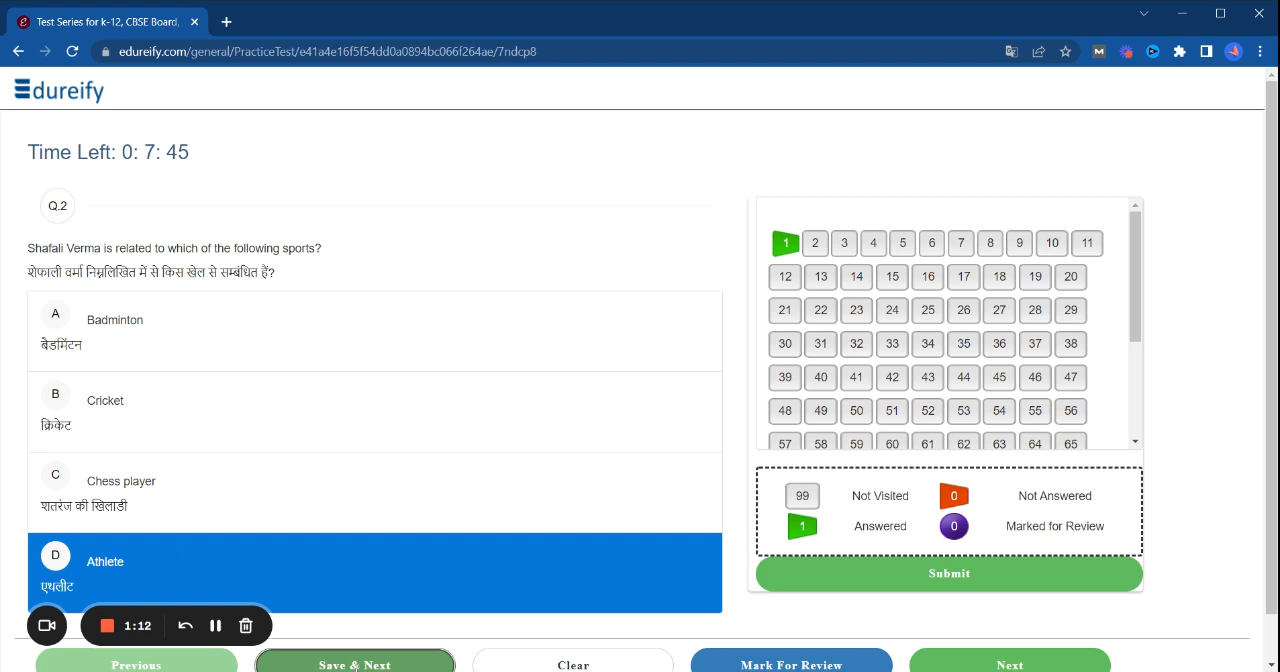 Test Series for k-12, CBSE Board,
edureify.com/general/PracticeTest/e41a4e16f5f54dd0a0894bc066f264ae/7ndcp8
Edureify
Time Left: 0: 7: 45
Q.2
Shafali Verma is related to which of the following sports?
शेफाली वर्मा निम्नलिखित में से किस खेल से सम्बंधित हैं?
A Badminton
बैडमिंटन
B Cricket
क्रिकेट
C Chess player
शतरंज की खिलाडी
D Athlete
एथलीट
1 2 3 4 5 6 7 8 9 10 11
12 13 14 15 16 17 18 19 20
21 22 23 24 25 26 27 28 29
30 31 32 33 34 35 36 37 38
39 40 41 42 43 44 45 46 47
48 49 50 51 52 53 54 55 56
57 58 59 60 61 62 63 64 65
99 Not Visited 0 Not Answered
1 Answered 0 Marked for Review
Submit
1:12
Previous Save & Next Clear Mark For Review Next